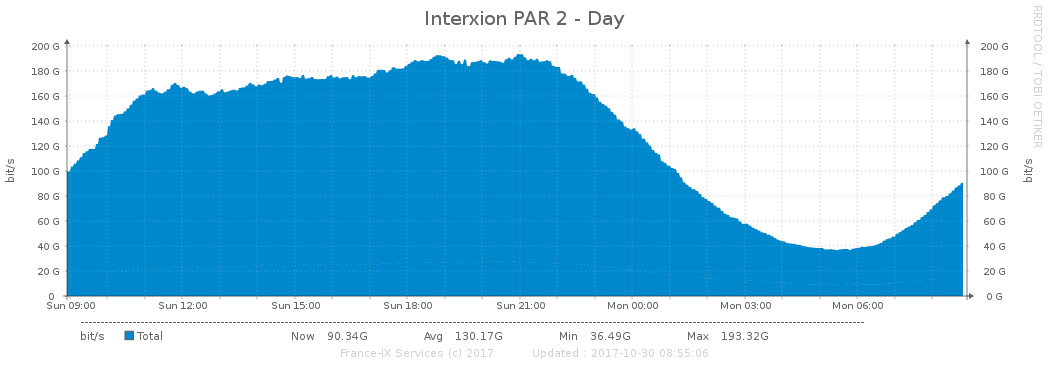 Interxion PAR 2 - Day
RRDTOOL / TOBI OETIKER
200 G 200 G
180 G 180 G
160 G 160 G
140 G 140 G
120 G 120 G
100 G 100 G
80 G 80 G
60 G 60 G
40 G 40 G
20 G 20 G
0 0 G
bit/s bit/s
Sun 09:00 Sun 12:00 Sun 15:00 Sun 18:00 Sun 21:00 Mon 00:00 Mon 03:00 Mon 06:00
bit/s Total Now 90.34G Avg 130.17G Min 36.49G Max 193.32G
France-IX Services (c) 2017 Updated : 2017-10-30 08:55:06